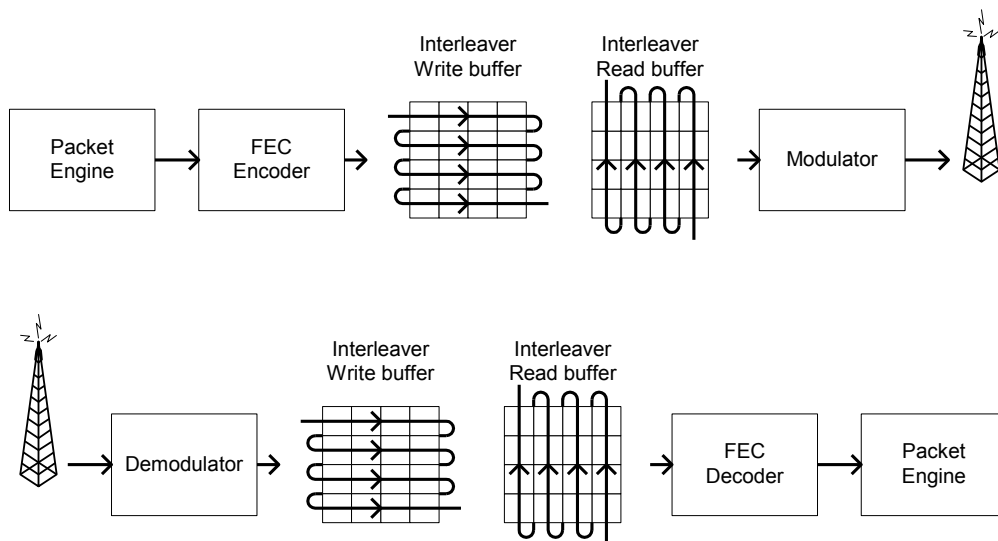 Interleaver
Write buffer
Interleaver
Read buffer
Packet
Engine
FEC
Encoder
Modulator
Interleaver
Write buffer
Interleaver
Read buffer
Demodulator
FEC
Decoder
Packet
Engine